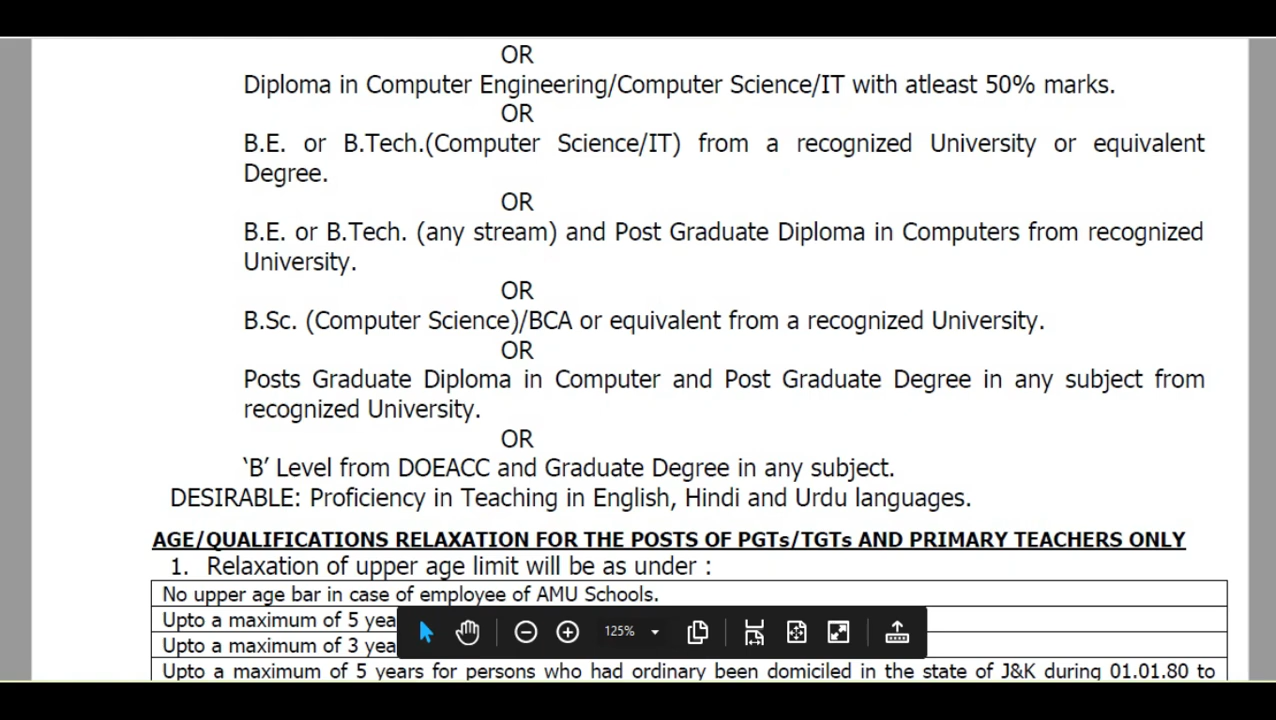 OR
Diploma in Computer Engineering/Computer Science/IT with atleast 50% marks.
OR
B.E. or B.Tech.(Computer Science/IT) from a recognized University or equivalent
Degree.
OR
B.E. or B.Tech. (any stream) and Post Graduate Diploma in Computers from recognized
University.
OR
B.Sc. (Computer Science)/BCA or equivalent from a recognized University.
OR
Posts Graduate Diploma in Computer and Post Graduate Degree in any subject from
recognized University.
OR
‘B’ Level from DOEACC and Graduate Degree in any subject.
DESIRABLE: Proficiency in Teaching in English, Hindi and Urdu languages.
AGE/QUALIFICATIONS RELAXATION FOR THE POSTS OF PGTs/TGTs AND PRIMARY TEACHERS ONLY
1. Relaxation of upper age limit will be as under :
No upper age bar in case of employee of AMU Schools.
Upto a maximum of 5
Upto a maximum of 3
125%
Upto a maximum of 5 years for persons who had ordinary been domiciled in the state of J&K during 01.01.80 to